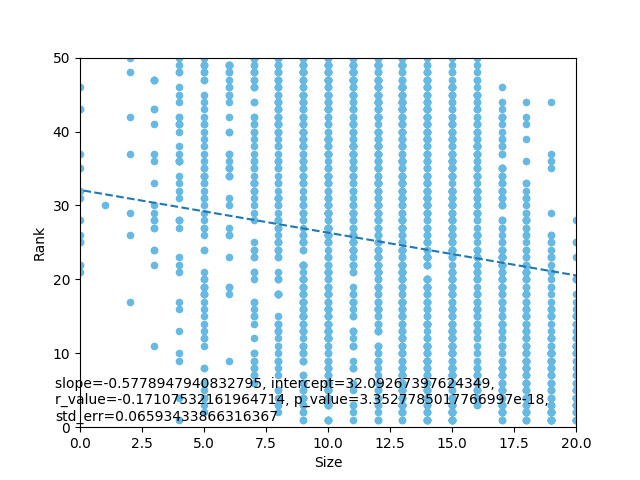 50
40
30
20
10
0
Rank
slope=-0.5778947940832795, intercept=32.09267397624349,
r_value=-0.17107532161964714, p_value=3.3527785017766997e-18,
std_err=0.06593433866316367
0.0 2.5 5.0 7.5 10.0 12.5 15.0 17.5 20.0
Size